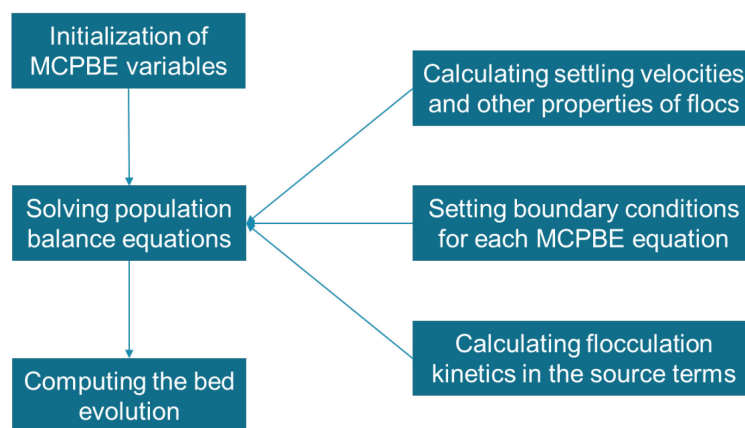 Initialization of
MCPBE variables
Calculating settling velocities
and other properties of flocs
Solving population
balance equations
Setting boundary conditions
for each MCPBE equation
Calculating flocculation
kinetics in the source terms
Computing the bed
evolution